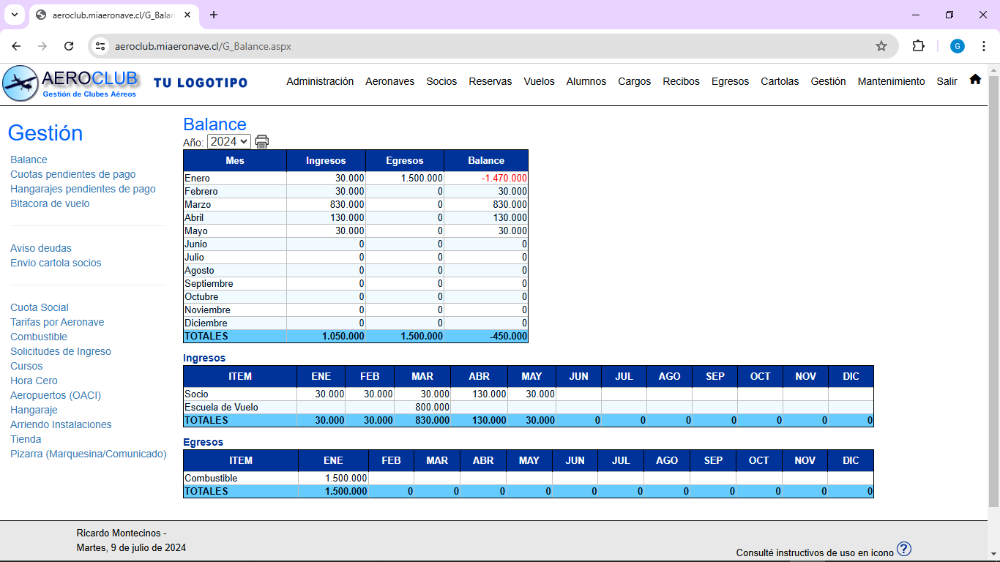 aeroclub.miaeronave.cl/G_Balan
aeroclub.miaeronave.cl/G_Balance.aspx
G
AEROCLUB
Gestión de Clubes Aéreos
TU LOGOTIPO
Administración Aeronaves Socios Reservas Vuelos Alumnos Cargos Recibos Egresos Cartolas Gestión Mantenimiento Salir
Gestión
Balance
Cuotas pendientes de pago
Hangarajes pendientes de pago
Bitacora de vuelo
Aviso deudas
Envio cartola socios
Cuota Social
Tarifas por Aeronave
Combustible
Solicitudes de Ingreso
Cursos
Hora Cero
Aeropuertos (OACI)
Hangaraje
Arriendo Instalaciones
Tienda
Pizarra (Marquesina/Comunicado)
Balance
Año: 2024
Mes Ingresos Egresos Balance
Enero 30.000 1.500.000 -1.470.000
Febrero 30.000 0 30.000
Marzo 830.000 0 830.000
Abril 130.000 0 130.000
Mayo 30.000 0 30.000
Junio 0 0 0
Julio 0 0 0
Agosto 0 0 0
Septiembre 0 0 0
Octubre 0 0 0
Noviembre 0 0 0
Diciembre 0 0 0
TOTALES 1.050.000 1.500.000 -450.000
Ingresos
ITEM ENE FEB MAR ABR MAY JUN JUL AGO SEP OCT NOV DIC
Socio 30.000 30.000 30.000 130.000 30.000
Escuela de Vuelo 800.000
TOTALES 30.000 30.000 830.000 130.000 30.000 0 0 0 0 0 0 0
Egresos
ITEM ENE FEB MAR ABR MAY JUN JUL AGO SEP OCT NOV DIC
Combustible 1.500.000
TOTALES 1.500.000 0 0 0 0 0 0 0 0 0 0 0
Ricardo Montecinos -
Martes, 9 de julio de 2024
Consulté instructivos de uso en icono ?